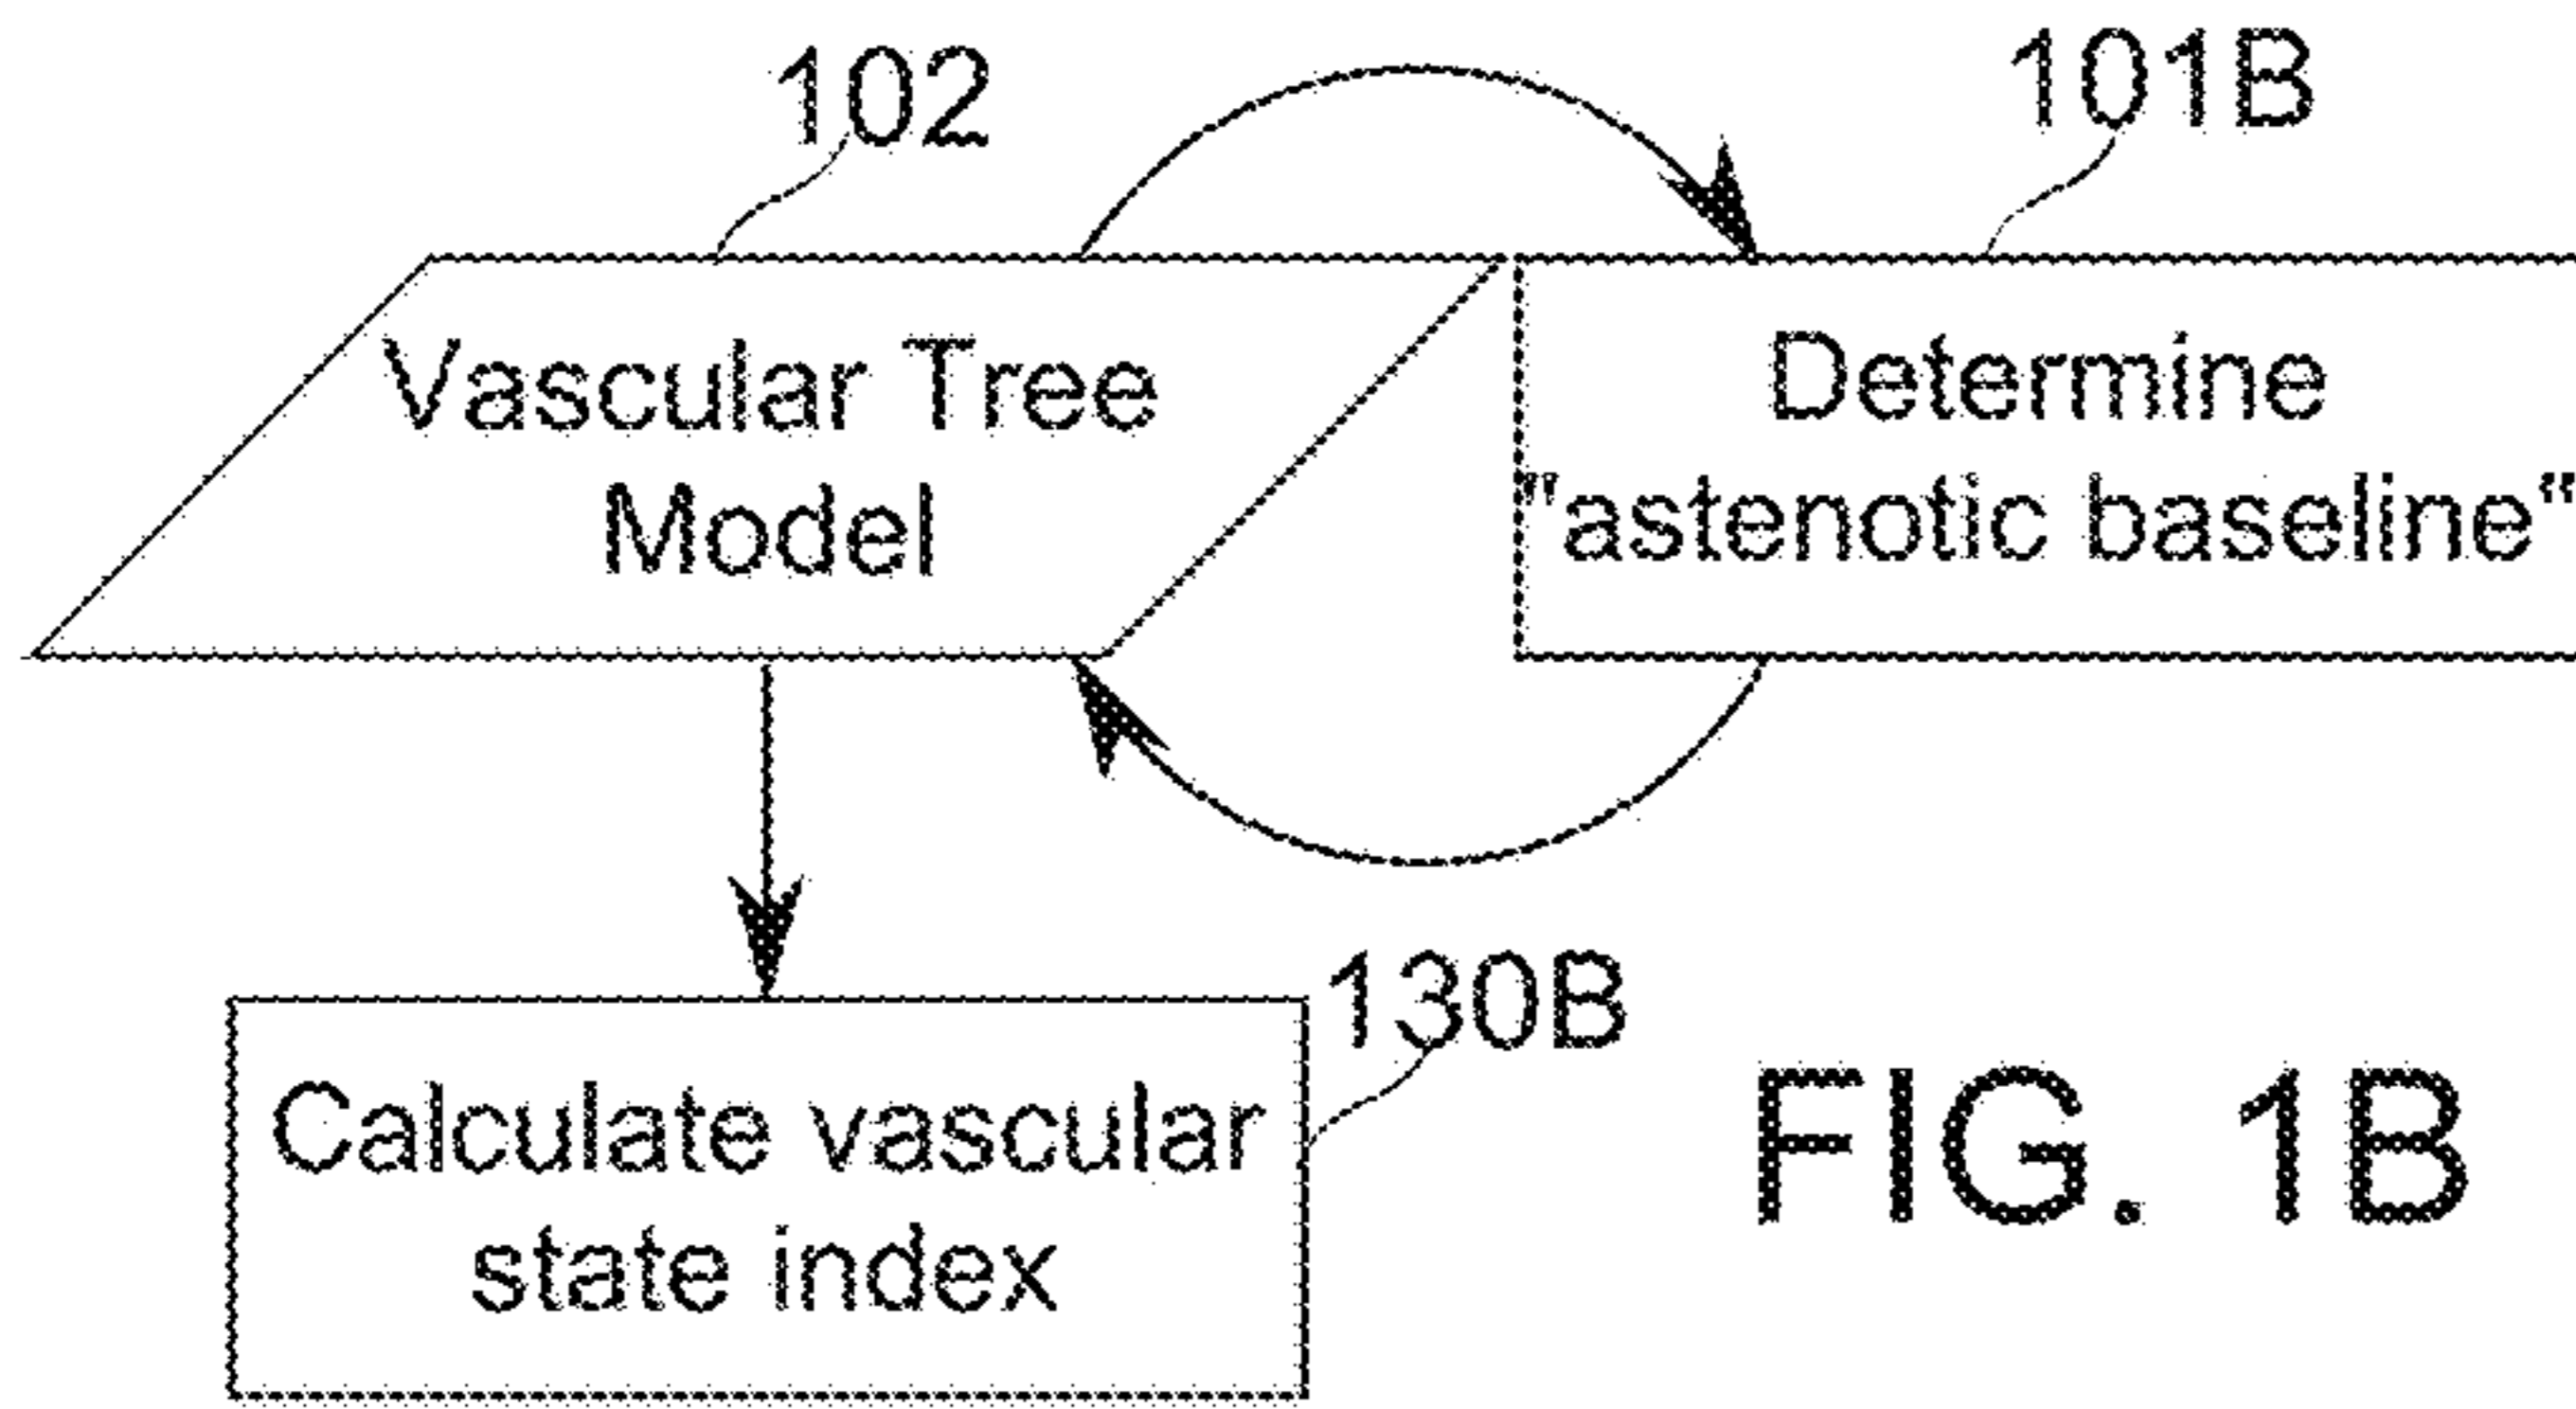 102
101B
Vascular Tree
Model
Determine
"astenotic baseline"
130B
Calculate vascular
state index
FIG. 1B